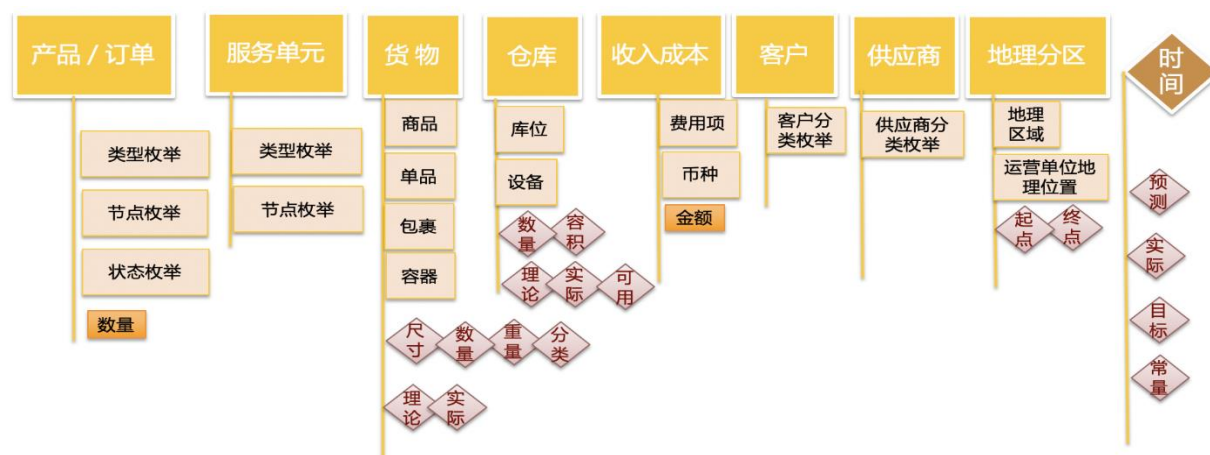 产品 / 订单
类型枚举
节点枚举
状态枚举
数量
服务单元
类型枚举
节点枚举
货 物
商品
单品
包裹
容器
尺寸
数量
重量
分类
理论
实际
仓库
库位
设备
数量
容积
理论
实际
可用
收入成本
费用项
币种
金额
客户
客户分
类枚举
供应商
供应商分
类枚举
地理分区
地理
区域
运营单位地
理位置
起点
终点
时间
预测
实际
目标
常量